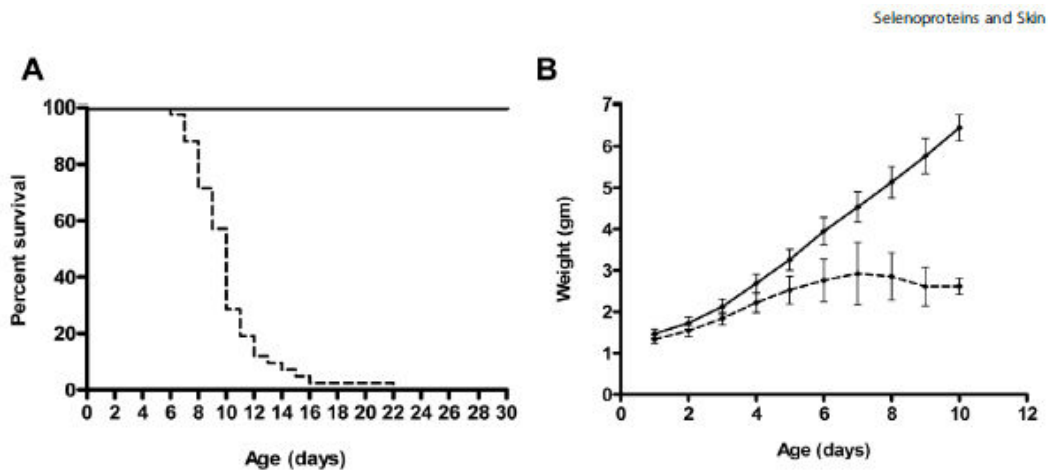 Selenoproteins and Skin
A
B
Percent survival
100
80
60
40
20
0
0 2 4 6 8 10 12 14 16 18 20 22 24 26 28 30
Age (days)
Weight (gm)
7
6
5
4
3
2
1
0
0 2 4 6 8 10 12
Age (days)